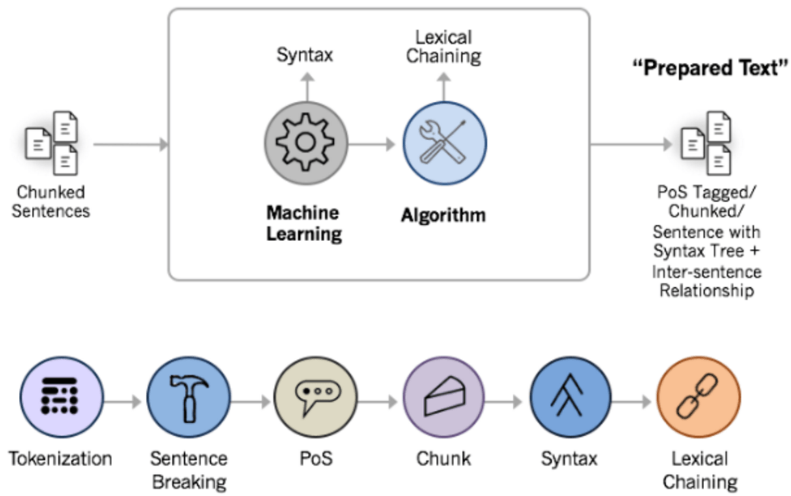 Syntax
Lexical
Chaining
“Prepared Text”
Chunked
Sentences
Machine
Learning
Algorithm
PoS Tagged/
Chunked/
Sentence with
Syntax Tree +
Inter-sentence
Relationship
Tokenization
Sentence
Breaking
PoS
Chunk
Syntax
Lexical
Chaining